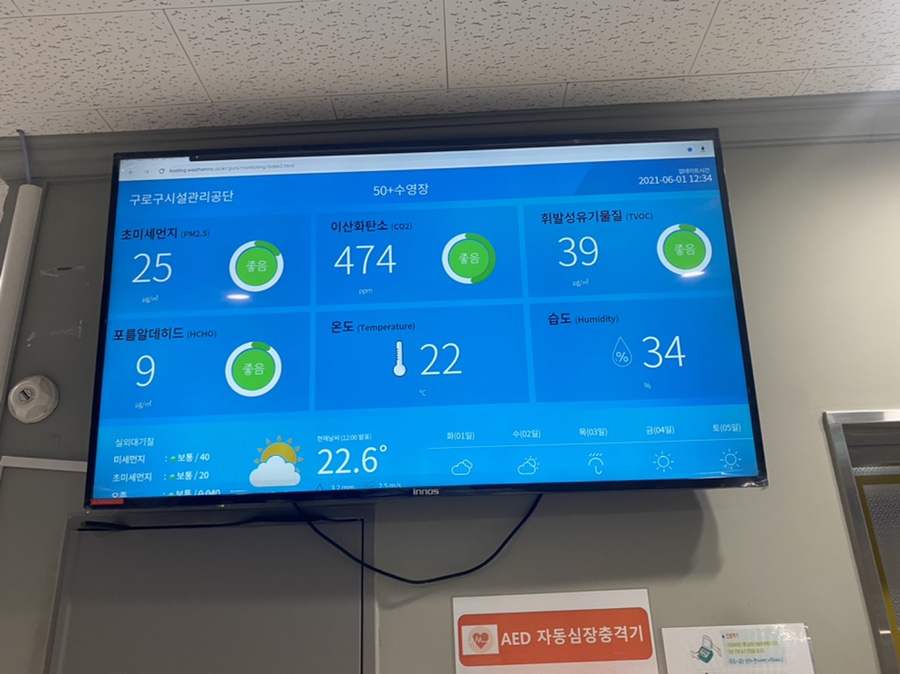 구로구시설관리공단
50+수영장
업데이트시간
2021-06-01 12:34
초미세먼지 (PM2.5)
25
좋음
㎍/㎥
이산화탄소 (CO2)
474
좋음
ppm
휘발성유기물질 (TVOC)
39
좋음
㎍/㎥
포름알데히드 (HCHO)
9
좋음
㎍/㎥
온도 (Temperature)
22
℃
습도 (Humidity)
%
34
%
실외대기질
미세먼지 : 보통 / 40
초미세먼지 : 보통 / 20
오존 : 보통 / 0.040
현재날씨 (12:00 발표)
22.6°
3.2 mm 2.5 m/s
화(01일) 수(02일) 목(03일) 금(04일) 토(05일)
innos
AED 자동심장충격기